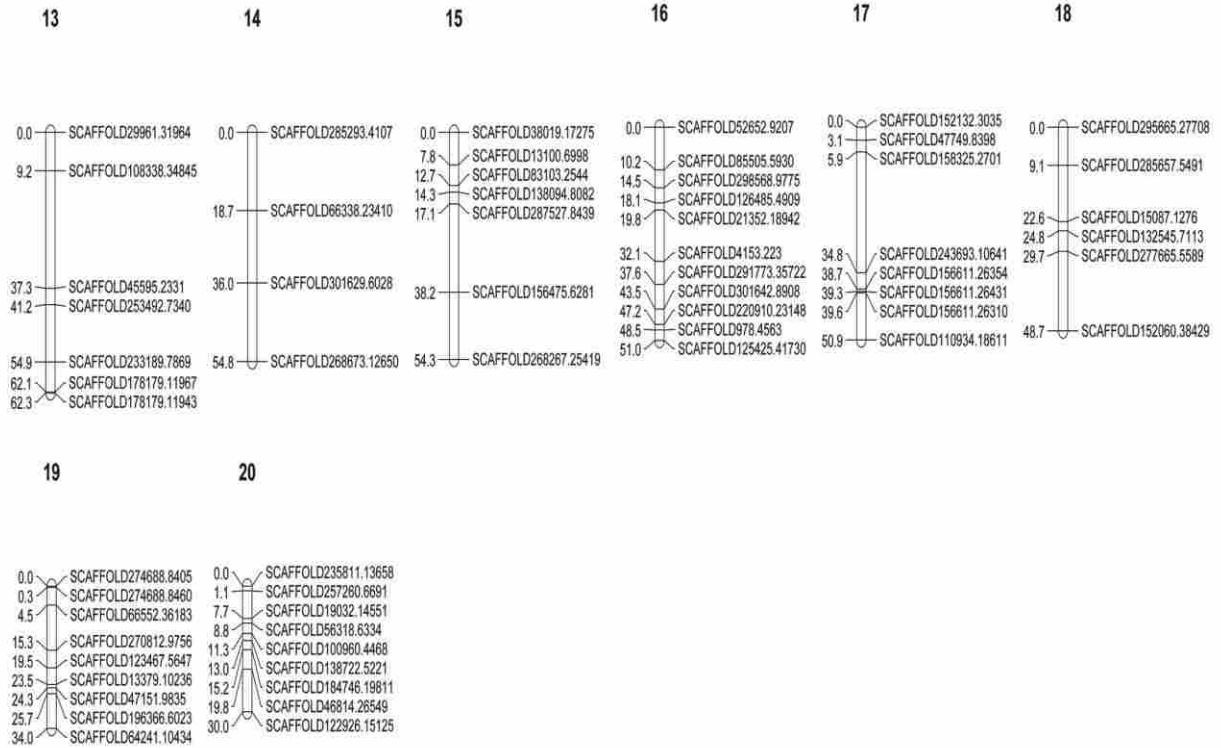 13
0.0 SCAFFOLD29961.31964
9.2 SCAFFOLD108338.34845
37.3 SCAFFOLD45595.2331
41.2 SCAFFOLD253492.7340
54.9 SCAFFOLD233189.7869
62.1 SCAFFOLD178179.11967
62.3 SCAFFOLD178179.11943
14
0.0 SCAFFOLD285293.4107
18.7 SCAFFOLD66338.23410
36.0 SCAFFOLD301629.6028
54.8 SCAFFOLD268673.12650
15
0.0 SCAFFOLD38019.17275
7.8 SCAFFOLD13100.6998
12.7 SCAFFOLD83103.2544
14.3 SCAFFOLD138094.8082
17.1 SCAFFOLD287527.8439
38.2 SCAFFOLD156475.6281
54.3 SCAFFOLD268267.25419
16
0.0 SCAFFOLD52652.9207
10.2 SCAFFOLD85505.5930
14.5 SCAFFOLD298568.9775
18.1 SCAFFOLD126485.4909
19.8 SCAFFOLD21352.18942
32.1 SCAFFOLD4153.223
37.6 SCAFFOLD291773.35722
43.5 SCAFFOLD301642.8908
47.2 SCAFFOLD220910.23148
48.5 SCAFFOLD978.4563
51.0 SCAFFOLD125425.41730
17
0.0 SCAFFOLD152132.3035
3.1 SCAFFOLD47749.8398
5.9 SCAFFOLD158325.2701
34.8 SCAFFOLD243693.10641
38.7 SCAFFOLD156611.26354
39.3 SCAFFOLD156611.26431
39.6 SCAFFOLD156611.26310
50.9 SCAFFOLD110934.18611
18
0.0 SCAFFOLD295665.27708
9.1 SCAFFOLD285657.5491
22.6 SCAFFOLD15087.1276
24.8 SCAFFOLD132545.7113
29.7 SCAFFOLD277665.5589
48.7 SCAFFOLD152060.38429
19
0.0 SCAFFOLD274688.8405
0.3 SCAFFOLD274688.8460
4.5 SCAFFOLD66552.36183
15.3 SCAFFOLD270812.9756
19.5 SCAFFOLD123467.5647
23.5 SCAFFOLD13379.10236
24.3 SCAFFOLD47151.9835
25.7 SCAFFOLD196366.6023
34.0 SCAFFOLD64241.10434
20
0.0 SCAFFOLD235811.13658
1.1 SCAFFOLD257260.6691
7.7 SCAFFOLD19032.14551
8.8 SCAFFOLD56318.6334
11.3 SCAFFOLD100960.4468
13.0 SCAFFOLD138722.5221
15.2 SCAFFOLD184746.19811
19.8 SCAFFOLD46814.26549
30.0 SCAFFOLD122926.15125